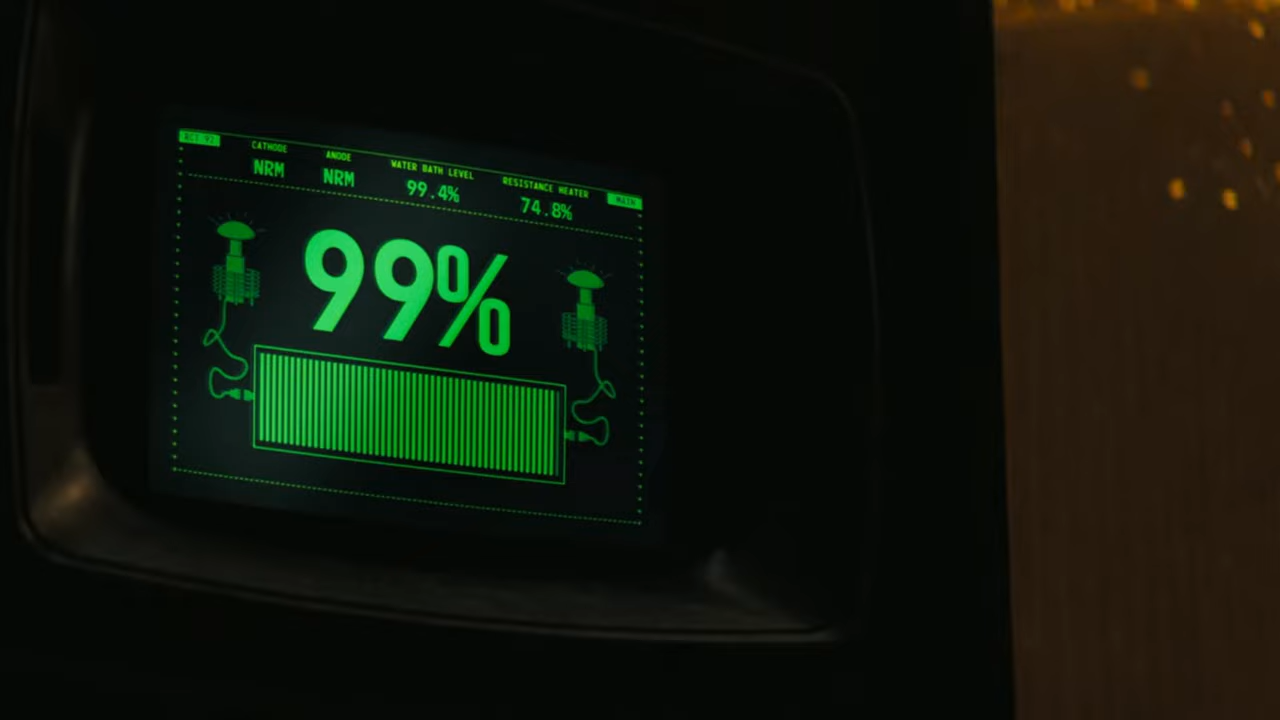 CATHODE ANODE WATER BATH LEVEL RESISTANCE HEATER MAIN
NRM NRM 99.4% 74.8%
99%